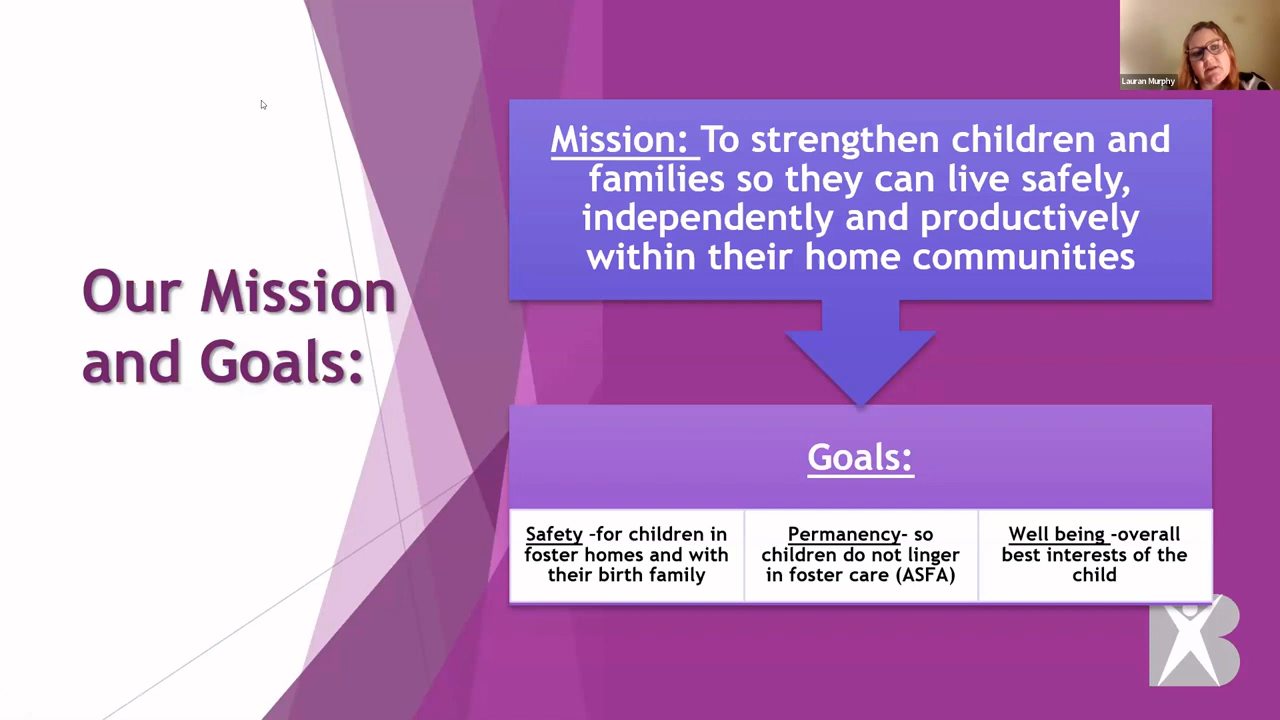 Lauran Murphy
Our Mission
and Goals:
Mission: To strengthen children and
families so they can live safely,
independently and productively
within their home communities
Goals:
Safety –for children in
foster homes and with
their birth family
Permanency- so
children do not linger
in foster care (ASFA)
Well being –overall
best interests of the
child
B